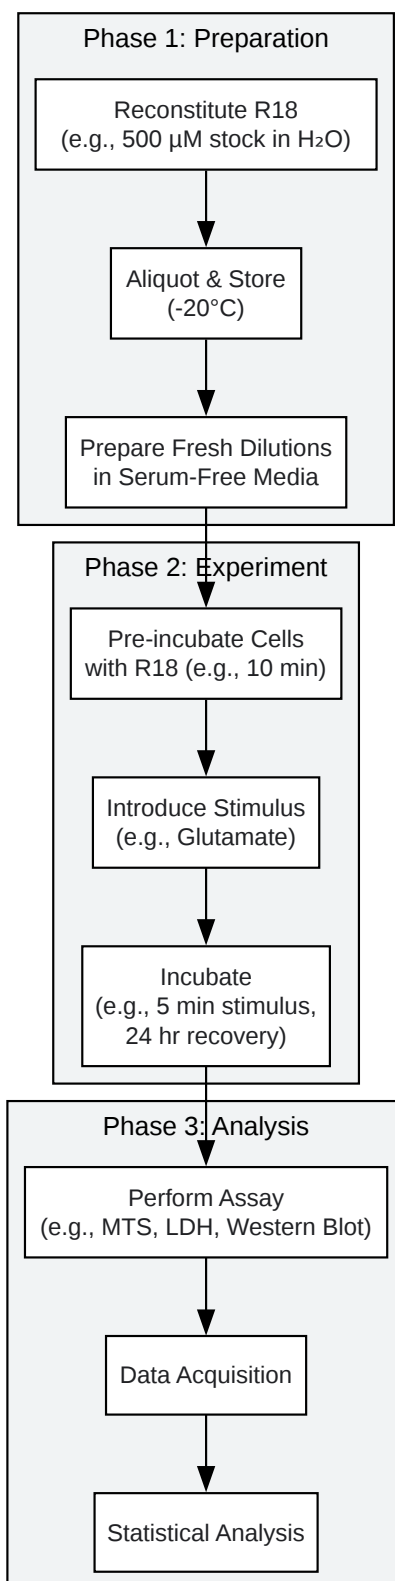 Phase 1: Preparation
Reconstitute R18
(e.g., 500 µM stock in H₂O)
Aliquot & Store
(-20°C)
Prepare Fresh Dilutions
in Serum-Free Media
Phase 2: Experiment
Pre-incubate Cells
with R18 (e.g., 10 min)
Introduce Stimulus
(e.g., Glutamate)
Incubate
(e.g., 5 min stimulus,
24 hr recovery)
Phase 3: Analysis
Perform Assay
(e.g., MTS, LDH, Western Blot)
Data Acquisition
Statistical Analysis